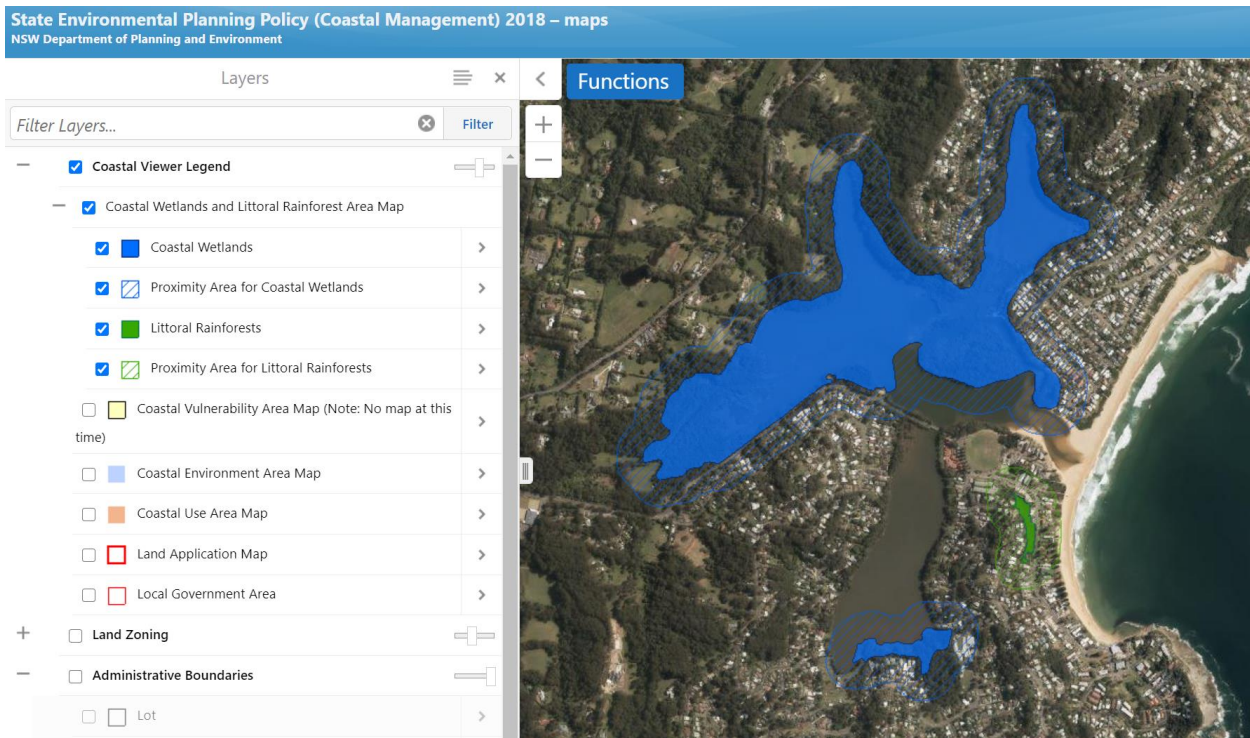 State Environmental Planning Policy (Coastal Management) 2018 – maps
NSW Department of Planning and Environment
Layers
Functions
Filter Layers...
Filter
Coastal Viewer Legend
Coastal Wetlands and Littoral Rainforest Area Map
Coastal Wetlands
Proximity Area for Coastal Wetlands
Littoral Rainforests
Proximity Area for Littoral Rainforests
Coastal Vulnerability Area Map (Note: No map at this
time)
Coastal Environment Area Map
Coastal Use Area Map
Land Application Map
Local Government Area
Land Zoning
Administrative Boundaries
Lot